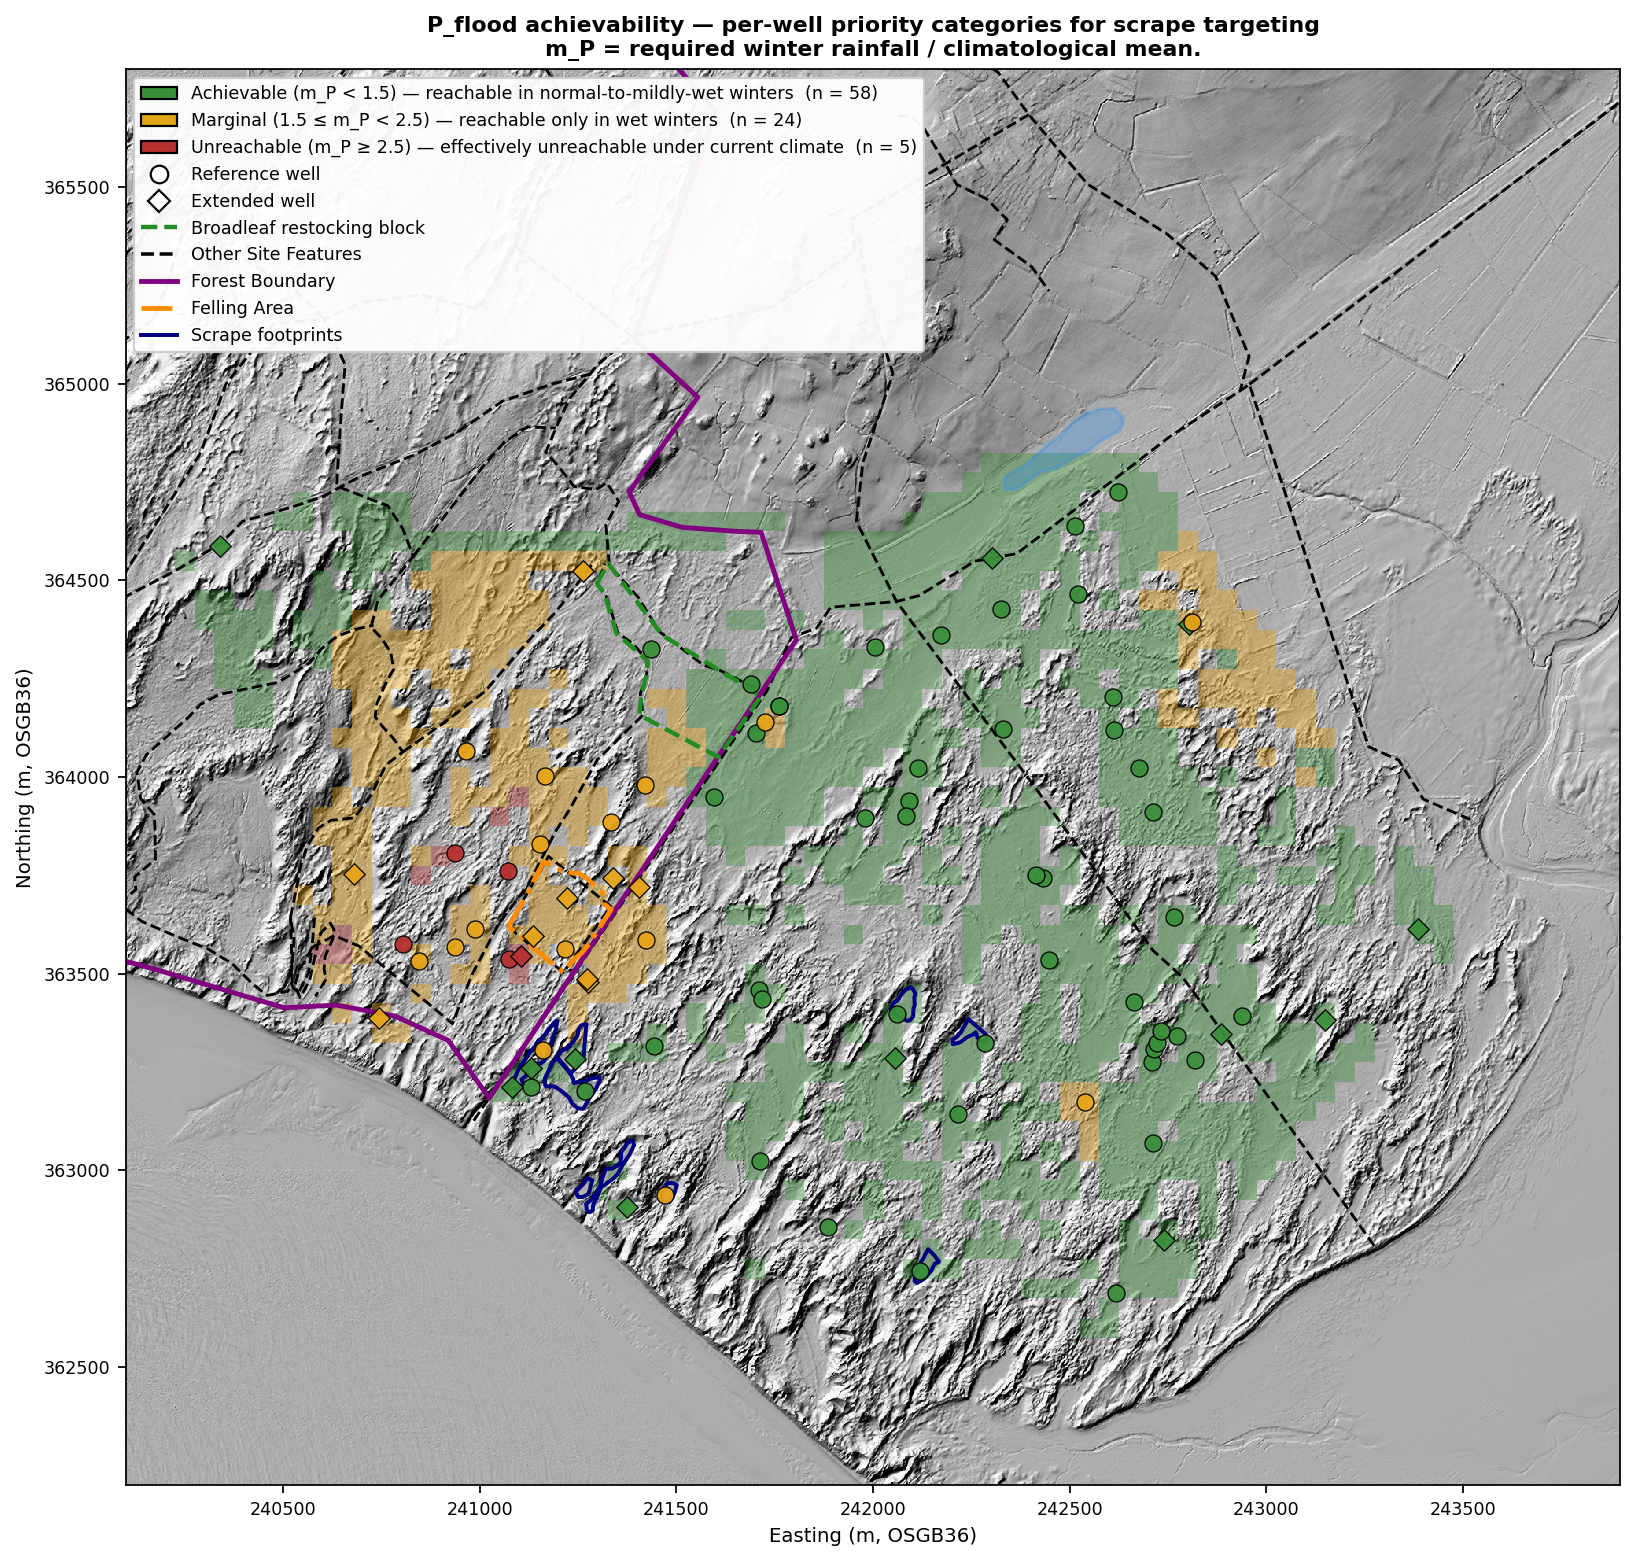 P_flood achievability — per-well priority categories for scrape targeting
m_P = required winter rainfall / climatological mean.
Achievable (m_P < 1.5) — reachable in normal-to-mildly-wet winters (n = 58)
Marginal (1.5 ≤ m_P < 2.5) — reachable only in wet winters (n = 24)
Unreachable (m_P ≥ 2.5) — effectively unreachable under current climate (n = 5)
Reference well
Extended well
Broadleaf restocking block
Other Site Features
Forest Boundary
Felling Area
Scrape footprints
Northing (m, OSGB36)
365500
365000
364500
364000
363500
363000
362500
240500
241000
241500
242000
242500
243000
243500
Easting (m, OSGB36)